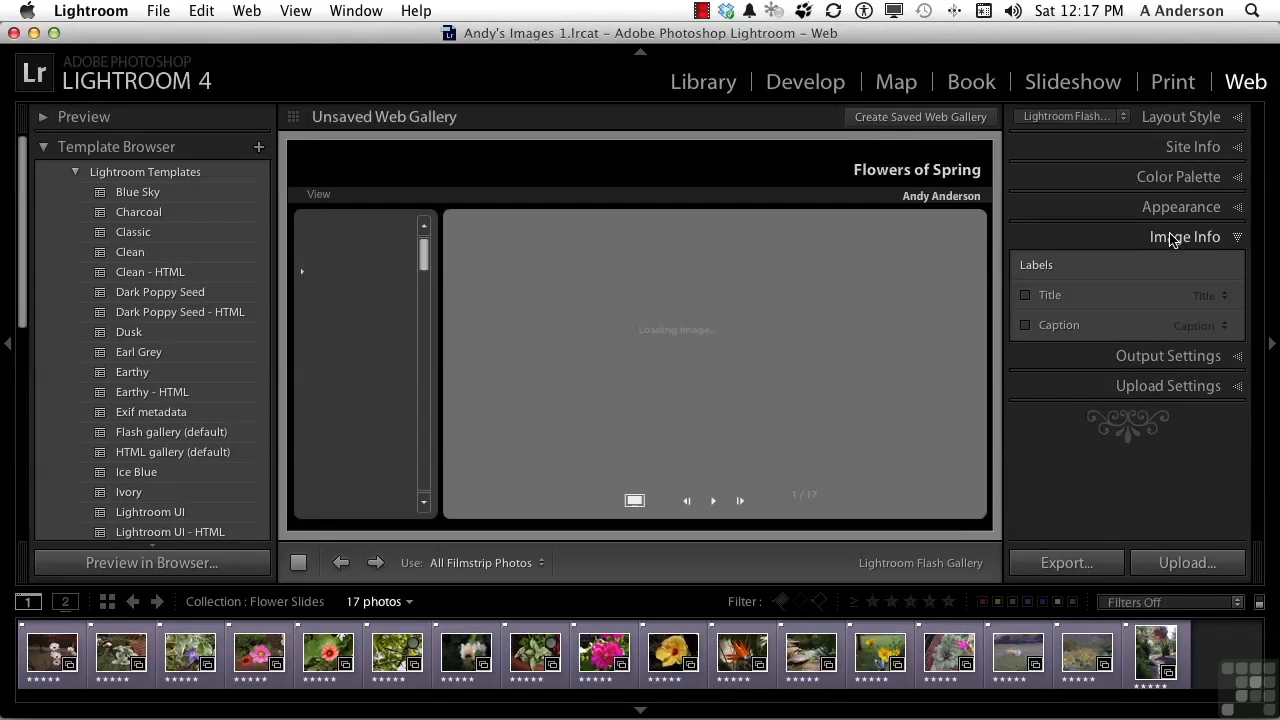 Lightroom File Edit Web View Window Help Sat 12:17 PM A Anderson
Andy's Images 1.lrcat – Adobe Photoshop Lightroom – Web
Lr ADOBE PHOTOSHOP
LIGHTROOM 4
Library Develop Map Book Slideshow Print Web
Preview
Template Browser +
Lightroom Templates
Blue Sky
Charcoal
Classic
Clean
Clean - HTML
Dark Poppy Seed
Dark Poppy Seed - HTML
Dusk
Earl Grey
Earthy
Earthy - HTML
Exif metadata
Flash gallery (default)
HTML gallery (default)
Ice Blue
Ivory
Lightroom UI
Lightroom UI - HTML
Preview in Browser...
Unsaved Web Gallery Create Saved Web Gallery
Flowers of Spring
View Andy Anderson
Loading image...
1 / 17
Use: All Filmstrip Photos Lightroom Flash Gallery
Lightroom Flash... Layout Style
Site Info
Color Palette
Appearance
Image Info
Labels
Title Title
Caption Caption
Output Settings
Upload Settings
Export... Upload...
1 2 Collection : Flower Slides 17 photos Filter : ≥ Filters Off